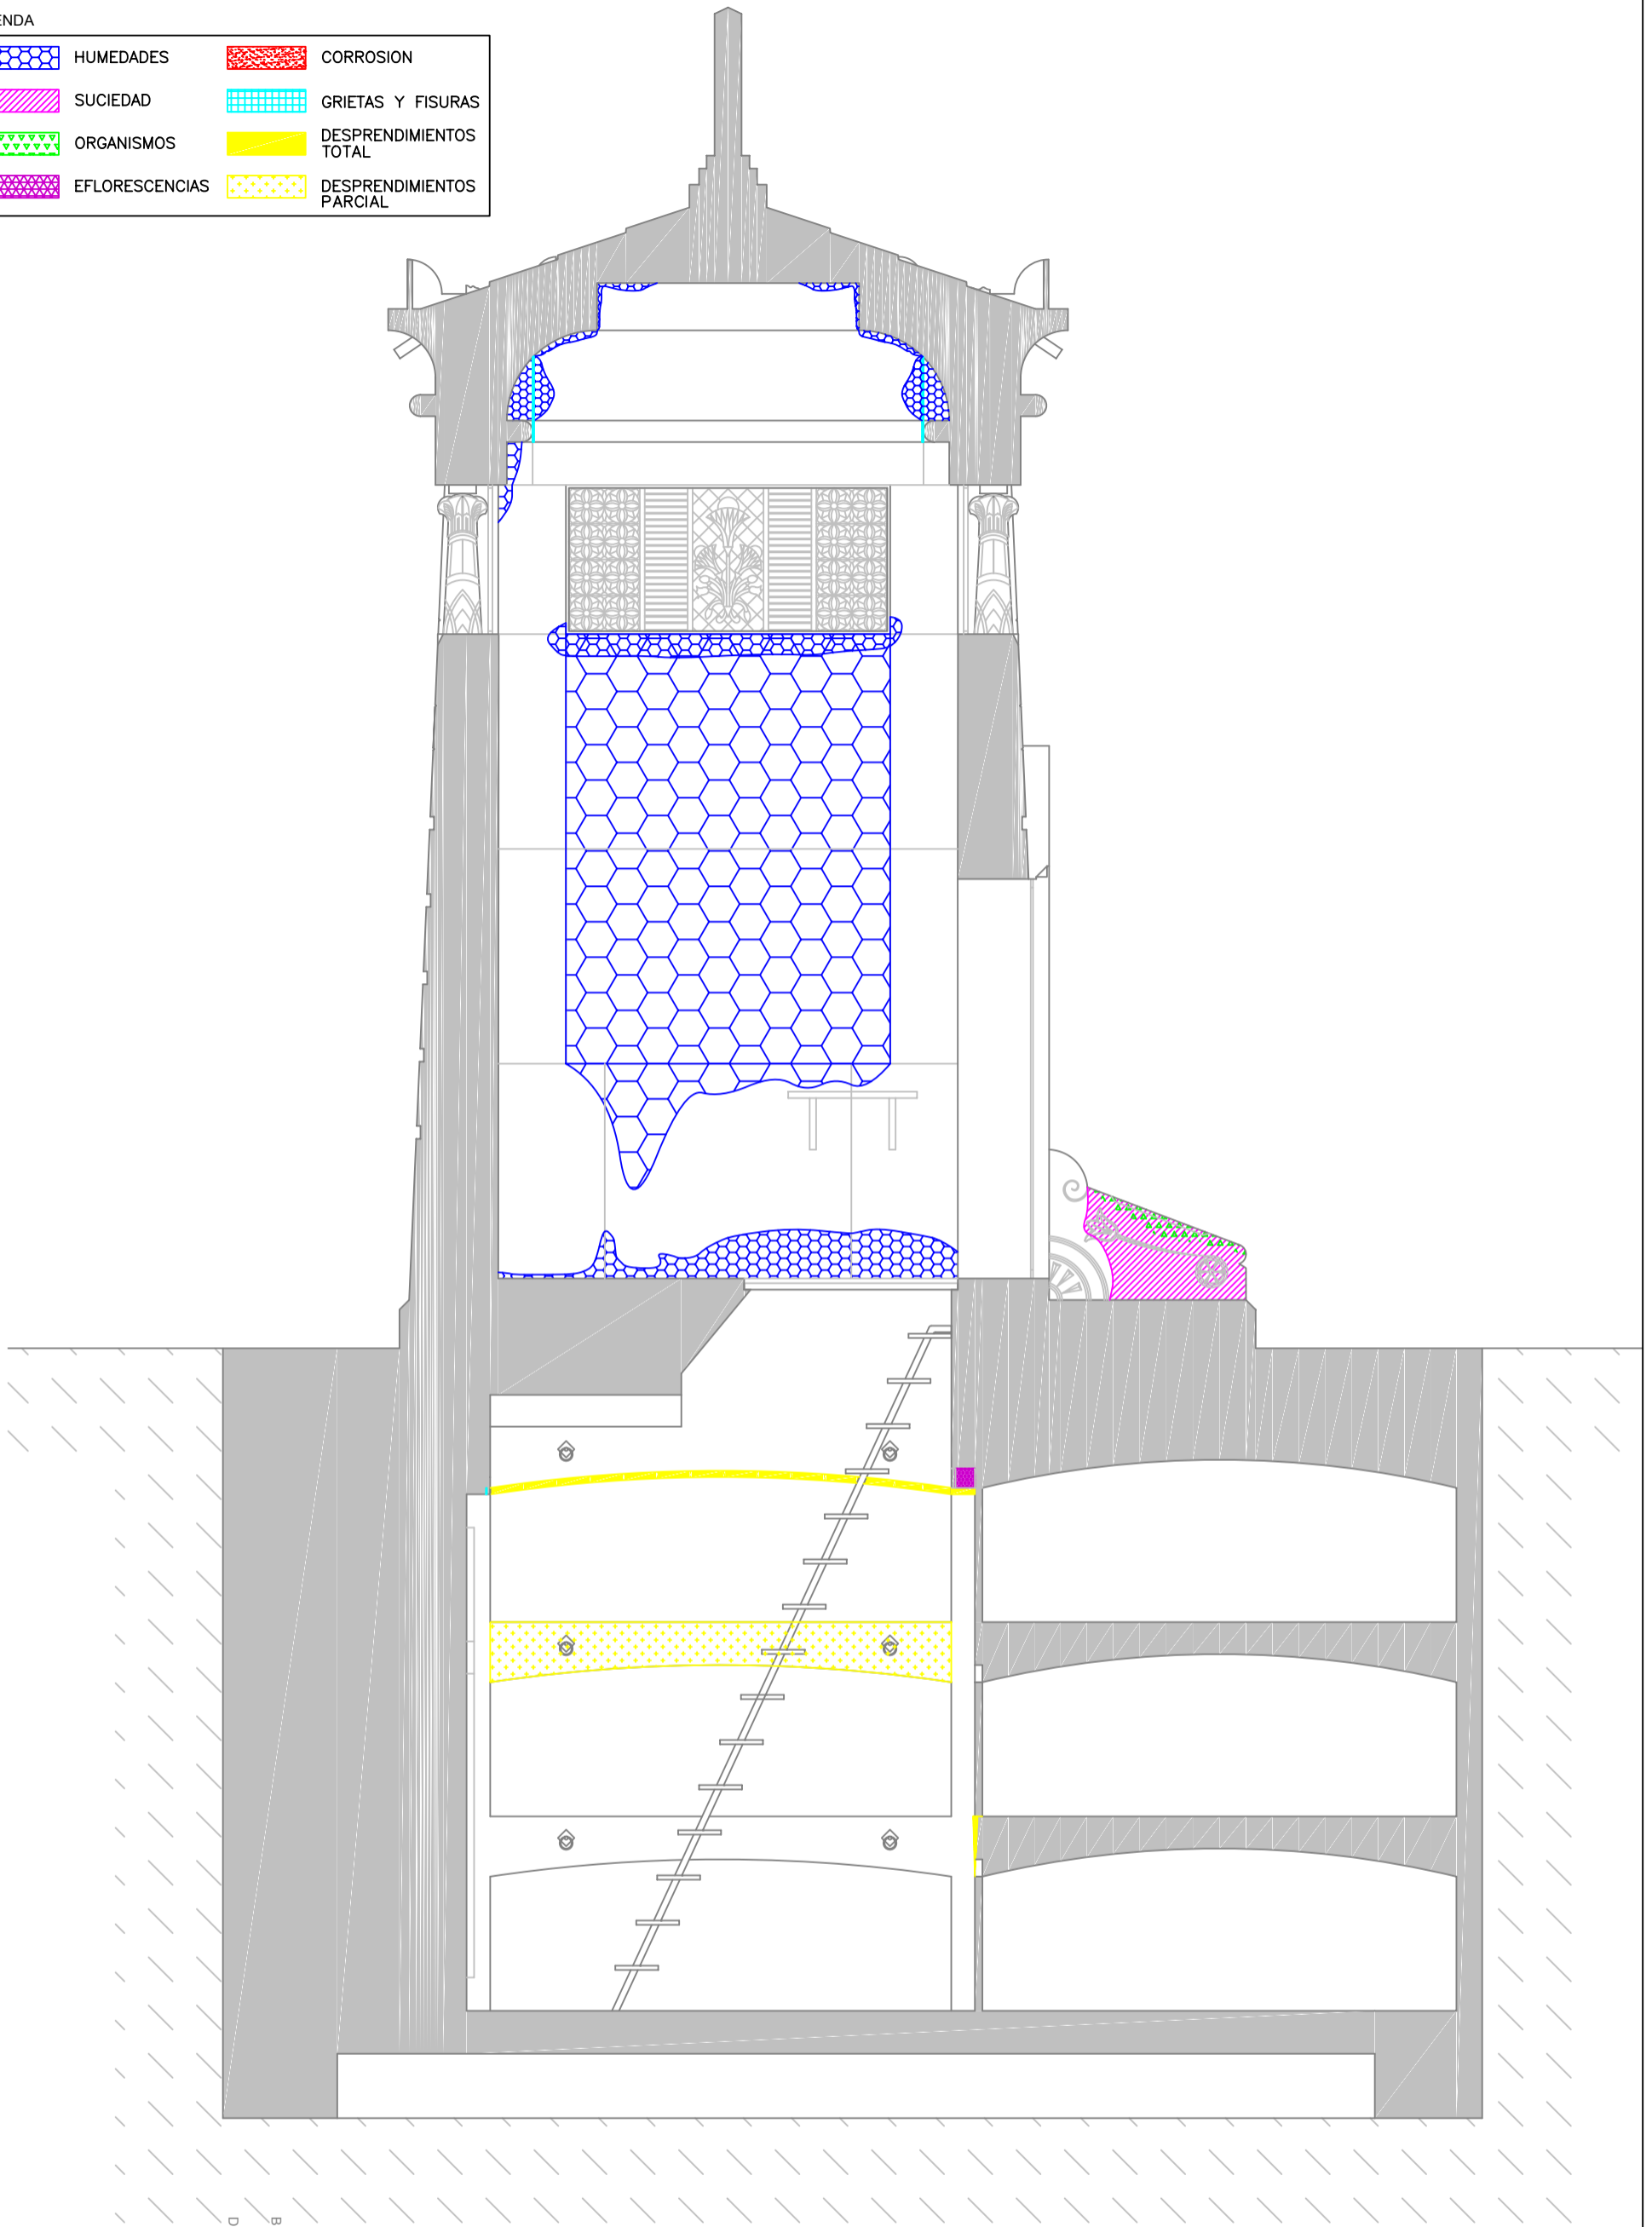 ENDA
HUMEDADES
CORROSION
SUCIEDAD
GRIETAS Y FISURAS
ORGANISMOS
DESPRENDIMIENTOS
TOTAL
EFLORESCENCIAS
DESPRENDIMIENTOS
PARCIAL
D
B